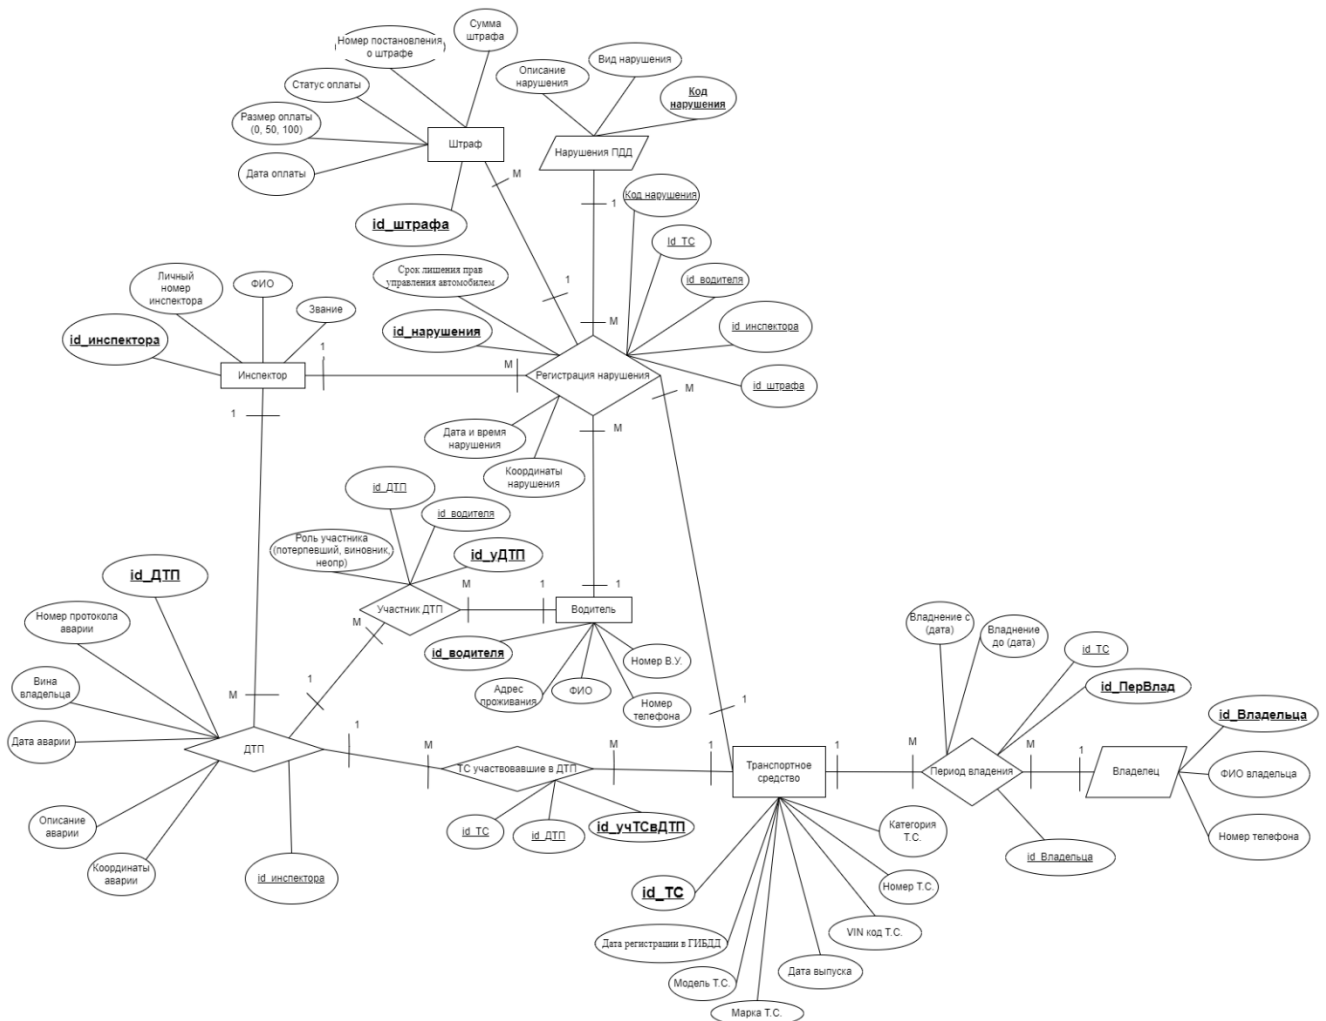 Сумма
штрафа
Номер постановления
о штрафе
Статус оплаты
Размер оплаты
(0, 50, 100)
Дата оплаты
Штраф
id_штрафа
Вид нарушения
Описание
нарушения
Код
нарушения
Нарушения ПДД
М
1
Код нарушения
Id_ТС
id_водителя
id_инспектора
id_штрафа
Срок лишения прав
управления автомобилем
id_нарушения
1
М
Личный
номер
инспектора
ФИО
Звание
id_инспектора
Инспектор
1
М
Регистрация нарушения
М
1
Дата и время
нарушения
Координаты
нарушения
М
id_ДТП
id_водителя
Роль участника
(потерпевший, виновник,
неопр)
id_уДТП
Участник ДТП
М
1
1
Водитель
М
id_водителя
Адрес
проживания
ФИО
Номер В.У.
Номер
телефона
id_ДТП
Номер протокола
аварии
Вина
владельца
Дата аварии
М
1
ДТП
Описание
аварии
Координаты
аварии
id_инспектора
1
М
ТС участвовавшие в ДТП
М
1
id_ТС
id_ДТП
id_учТСвДТП
1
Транспортное
средство
1
М
Владнение с
(дата)
Владнение
до (дата)
id_ТС
id_ПерВлад
Период владения
1
id_Владельца
Владелец
id_Владельца
ФИО владельца
Номер телефона
Категория
Т.С.
Номер Т.С.
VIN код Т.С.
Дата выпуска
Марка Т.С.
Модель Т.С.
Дата регистрации в ГИБДД
id_ТС